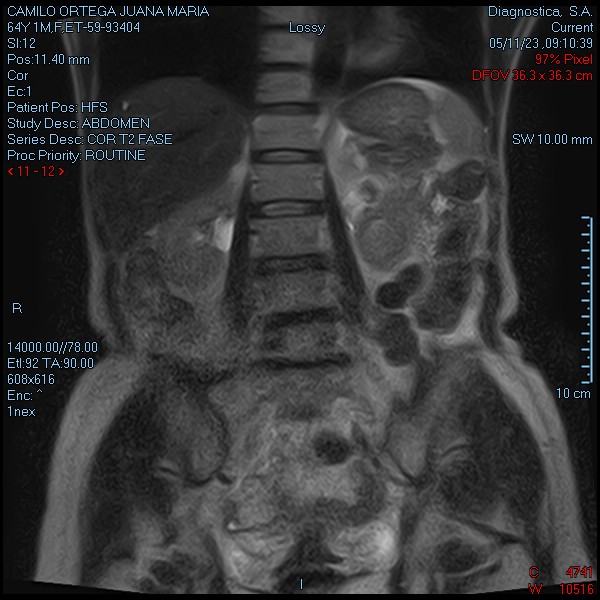 CAMILO ORTEGA JUANA MARIA
64Y 1M,F,ET-59-93404
Sl:12
Pos:11.40 mm
Cor
Ec:1
Patient Pos: HFS
Study Desc: ABDOMEN
Series Desc: COR T2 FASE
Proc Priority: ROUTINE
< 11 - 12 >
Lossy
Diagnostica, S.A.
Current
05/11/23 ,09:10:39
97% Pixel
DFOV 36.3 x 36.3 cm
SW 10.00 mm
R
14000.00//78.00
Etl:92 TA:90.00
608x616
Enc: ^
1nex
10 cm
I
C 4741
W 10516